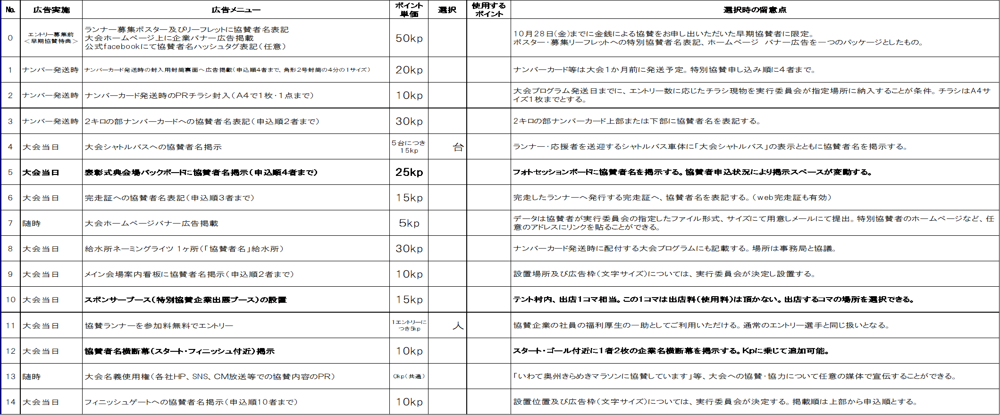 № 広告実施 広告メニュー ポイント単価 選択 使用するポイント 選択時の留意点
0 エントリー募集前 50kp
＜早期協賛特典＞
ランナー募集ポスター及びリーフレットに協賛者名表記
大会ホームページ上に企業バナー広告掲載
公式facebookにて協賛者名ハッシュタグ表記（任意）
10月28日(金)までに金銭による協賛をお申し出いただいた早期協賛者に限定。
ポスター・募集リーフレットへの特別協賛者名表記、ホームページ　バナー広告を一つのパッケージとしたもの。
1 ナンバー発送時 ナンバーカード発送時の封入用封筒裏面へ広告掲載（申込順4者まで、角形2号封筒の4分の1サイズ） 20kp ナンバーカード等は大会1か月前に発送予定。特別協賛申し込み順に4者まで。
2 ナンバー発送時 ナンバーカード発送時のPRチラシ封入（A4で1枚・1点まで） 10kp 大会プログラム発送日までに、エントリー数に応じたチラシ現物を実行委員会が指定場所に納入することが条件。チラシはA4サ
イズ1枚までとする。
3 ナンバー発送時 2キロの部ナンバーカードへの協賛者名表記（申込順2者まで） 30kp 2キロの部ナンバーカード上部または下部に協賛者名を表記する。
4 大会当日 大会シャトルバスへの協賛者名掲示 5台につき 台 ランナー・応援者を送迎するシャトルバス車体に「大会シャトルバス」の表示とともに協賛者名を掲示する。
15kp
5 大会当日 表彰式典会場バックボードに協賛者名掲示（申込順4者まで） 25kp フォトセッションボードに協賛者名を掲示する。協賛者申込状況により掲示スペースが変動する。
6 大会当日 完走証への協賛者名表記（申込順3者まで） 15kp 完走したランナーへ発行する完走証へ、協賛者名を表記する。（web完走証も有効）
7 随時 大会ホームページバナー広告掲載 5kp データは協賛者が実行委員会の指定したファイル形式、サイズにて用意しメールにて提出。特別協賛者のホームページなど、任
意のアドレスにリンクを貼ることができる。
8 大会当日 給水所ネーミングライツ 1ヶ所（「協賛者名」給水所） 30kp ナンバーカード発送時に配付する大会プログラムにも記載する。場所は事務局と協議。
9 大会当日 メイン会場案内看板に協賛者名掲示（申込順2者まで） 10kp 設置場所及び広告枠（文字サイズ）については、実行委員会が決定し設置する。
10 大会当日 スポンサーブース（特別協賛企業出展ブース）の設置 15kp テント村内、出店1コマ相当。この1コマは出店料（使用料）は頂かない。出店するコマの場所を選択できる。
11 大会当日 協賛ランナーを参加料無料でエントリー 1エントリーに 人 協賛企業の社員の福利厚生の一助としてご利用いただける。通常のエントリー選手と同じ扱いとなる。
つき5kp
12 大会当日 協賛者名横断幕（スタート・フィニッシュ付近）掲示 10kp スタート・ゴール付近に1者2枚の企業名横断幕を掲示する。Kpに乗じて追加可能。
13 随時 大会名義使用権（各社HP、SNS、CM放送等での協賛内容のPR） 0kp（共通） 「いわて奥州きらめきマラソンに協賛しています」等、大会への協賛・協力について任意の媒体で宣伝することができる。
14 大会当日 フィニッシュゲートへの協賛者名掲示（申込順10者まで） 10kp 設置位置及び広告枠（文字サイズ）については、実行委員会が決定する。掲載順は上部から申込順とする。